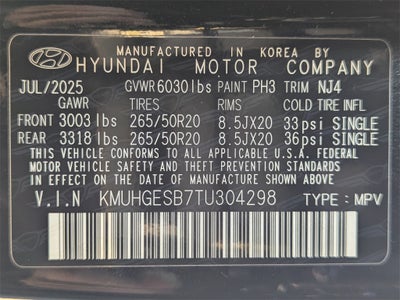 MANUFACTURED IN KOREA BY
HYUNDAI MOTOR COMPANY
JUL/2025 GVWR 6030lbs PAINT PH3 TRIM NJ4
GAWR TIRES RIMS COLD TIRE INFL
FRONT 3003 lbs 265/50R20 8.5JX20 33psi SINGLE
REAR 3318 lbs 265/50R20 8.5JX20 36psi SINGLE
THIS VEHICLE CONFORMS TO ALL APPLICABLE U.S.A. FEDERAL
MOTOR VEHICLE SAFETY AND THEFT PREVENTION STANDARDS
IN EFFECT ON THE DATE OF MANUFACTURE SHOWN ABOVE.
V.I.N KMUHGESB7TU304298 TYPE: MPV